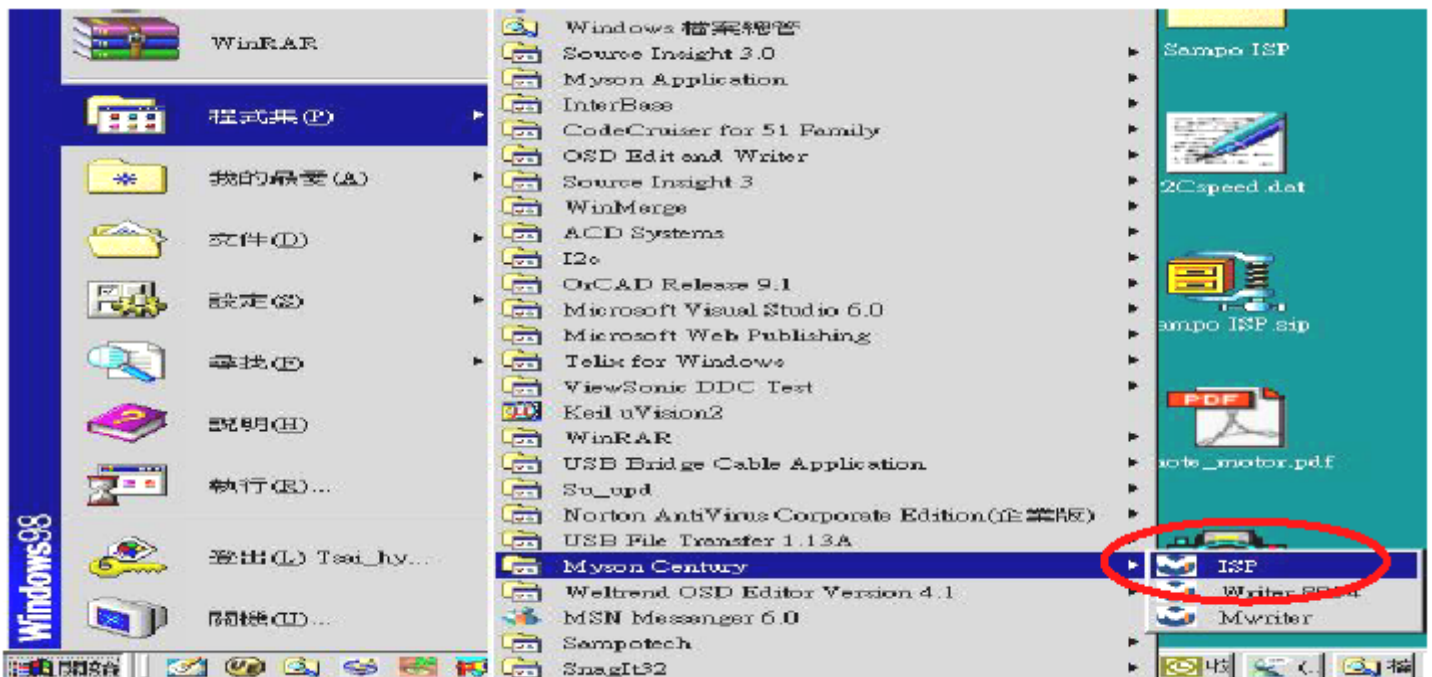 WinRAR
程式集(P)
我的最愛(A)
文件(D)
設定(S)
尋找(F)
說明(H)
執行(R)...
登出(L) Tsai_hy...
關機(U)...
Windows98
開始
Windows 檔案總管
Source Insight 3.0
Myson Application
InterBase
CodeCruiser for 51 Family
OSD Edit and Writer
Source Insight 3
WinMerge
ACD Systems
I2c
OrCAD Release 9.1
Microsoft Visual Studio 6.0
Microsoft Web Publishing
Telix for Windows
ViewSonic DDC Test
Keil uVision2
WinRAR
USB Bridge Cable Application
Su_upd
Norton AntiVirus Corporate Edition(企業版)
USB File Transfer 1.13A
Myson Century
Weltrend OSD Editor Version 4.1
MSN Messenger 6.0
Sampotech
SnagIt32
Sampo ISP
2Cspeed.dat
ampo ISP.zip
PDF
note_motor.pdf
ISP
Writer
Mwriter